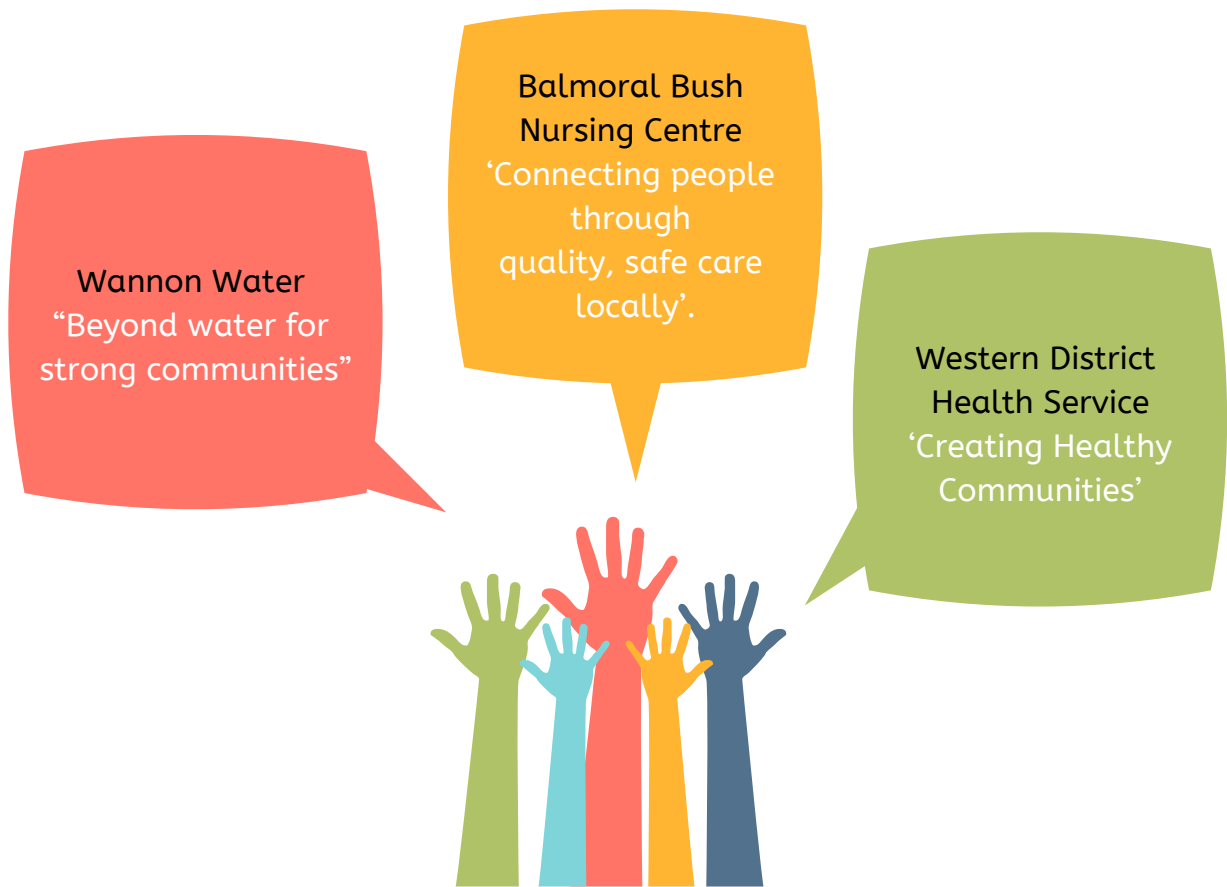 Wannon Water
“Beyond water for
strong communities”
Balmoral Bush
Nursing Centre
‘Connecting people
through
quality, safe care
locally’.
Western District
Health Service
‘Creating Healthy
Communities’